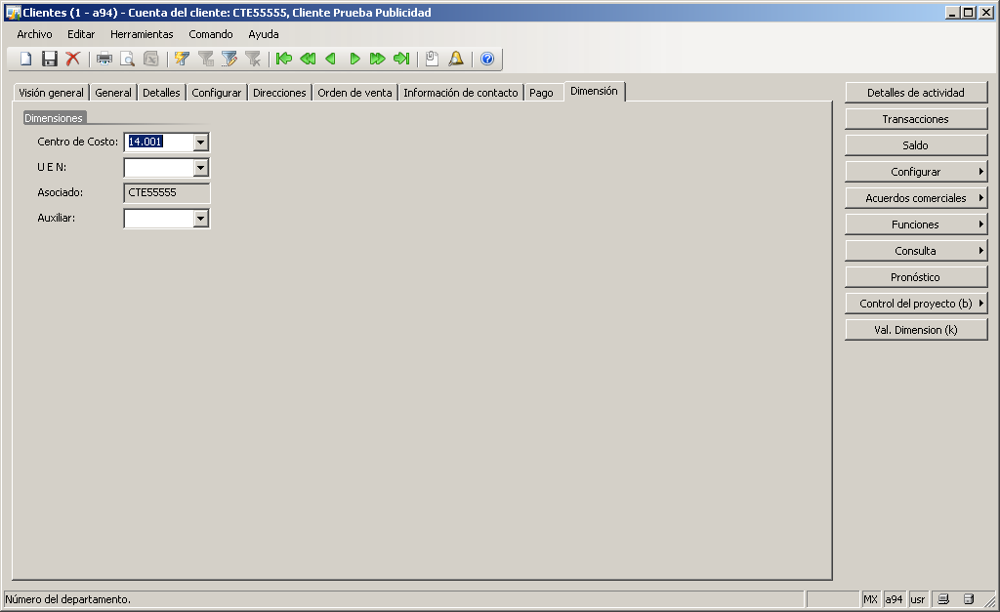 Clientes (1 - a94) - Cuenta del cliente: CTE55555, Cliente Prueba Publicidad
Archivo Editar Herramientas Comando Ayuda
Visión general General Detalles Configurar Direcciones Orden de venta Información de contacto Pago Dimensión
Dimensiones
Centro de Costo: 14.001
U E N:
Asociado: CTE55555
Auxiliar:
Detalles de actividad
Transacciones
Saldo
Configurar
Acuerdos comerciales
Funciones
Consulta
Pronóstico
Control del proyecto (b)
Val. Dimension (k)
Número del departamento. MX a94 usr